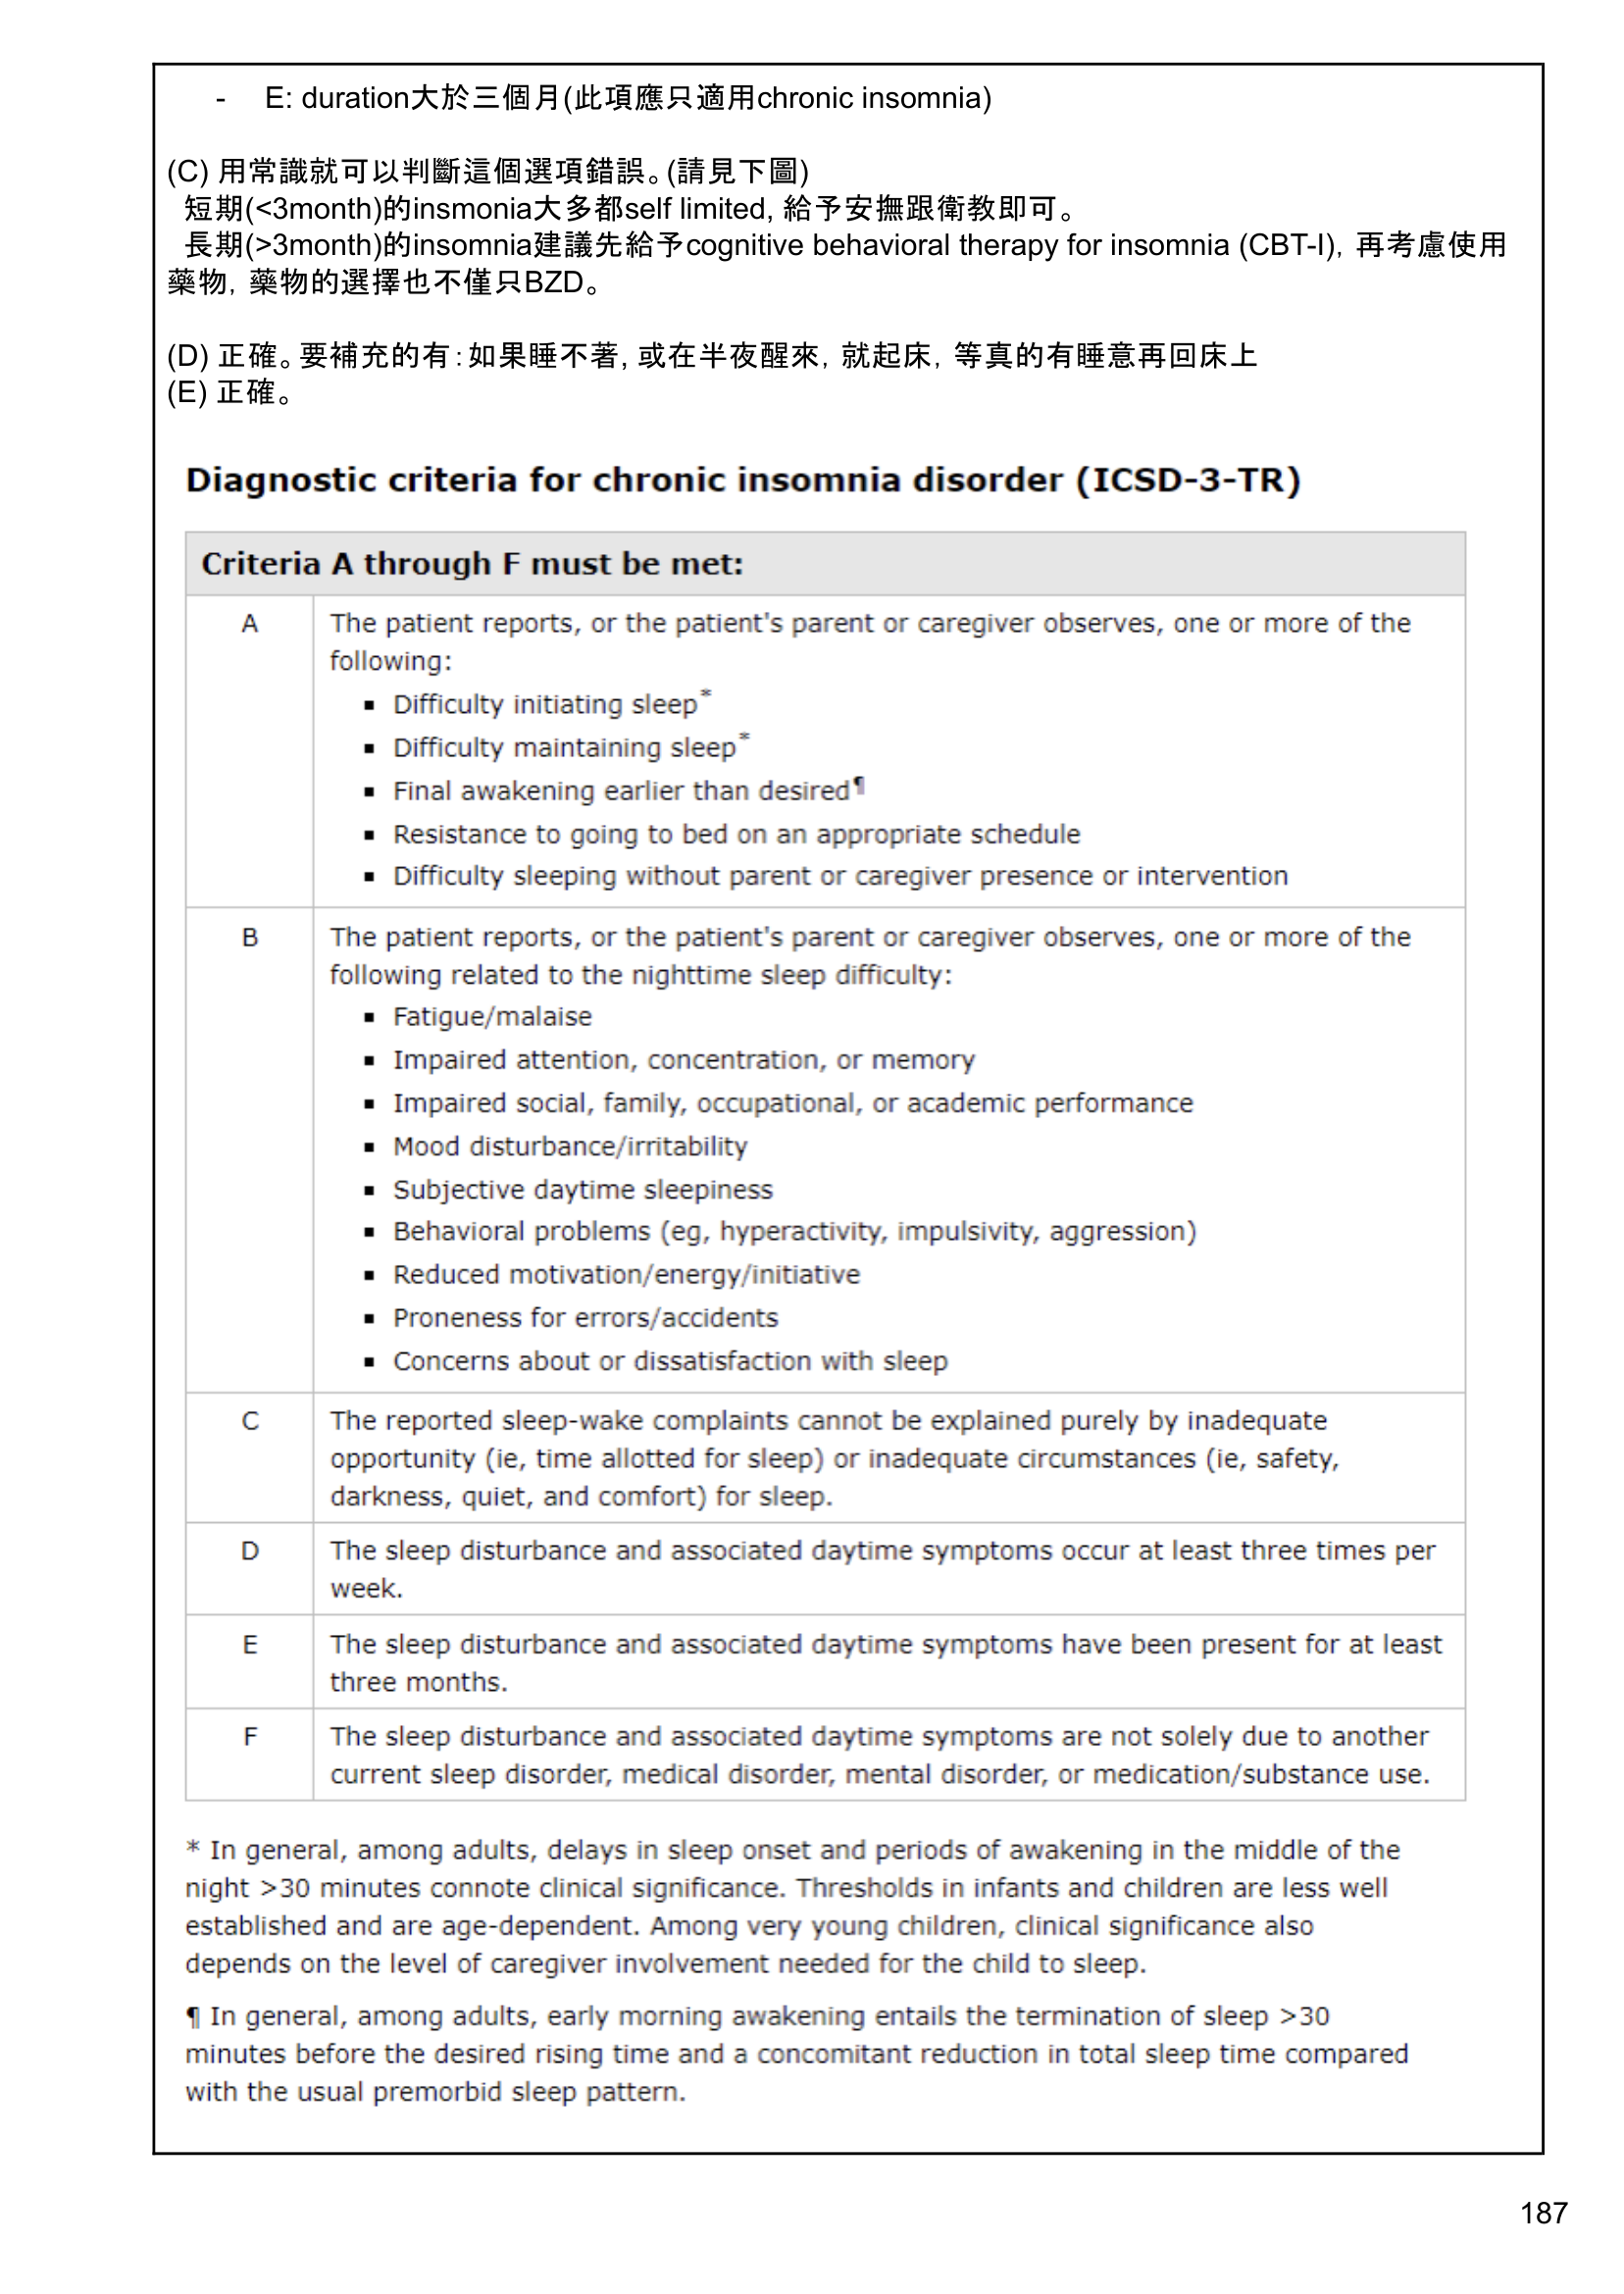 - E: duration大於三個月(此項應只適用chronic insomnia)
(C) 用常識就可以判斷這個選項錯誤。(請見下圖)
短期(<3month)的insmonia大多都self limited, 給予安撫跟衛教即可。
長期(>3month)的insomnia建議先給予cognitive behavioral therapy for insomnia (CBT-I), 再考慮使用
藥物, 藥物的選擇也不僅只BZD。
(D) 正確。要補充的有：如果睡不著, 或在半夜醒來, 就起床, 等真的有睡意再回床上
(E) 正確。
Diagnostic criteria for chronic insomnia disorder (ICSD-3-TR)
Criteria A through F must be met:
A The patient reports, or the patient's parent or caregiver observes, one or more of the
following:
▪ Difficulty initiating sleep*
▪ Difficulty maintaining sleep*
▪ Final awakening earlier than desired¶
▪ Resistance to going to bed on an appropriate schedule
▪ Difficulty sleeping without parent or caregiver presence or intervention
B The patient reports, or the patient's parent or caregiver observes, one or more of the
following related to the nighttime sleep difficulty:
▪ Fatigue/malaise
▪ Impaired attention, concentration, or memory
▪ Impaired social, family, occupational, or academic performance
▪ Mood disturbance/irritability
▪ Subjective daytime sleepiness
▪ Behavioral problems (eg, hyperactivity, impulsivity, aggression)
▪ Reduced motivation/energy/initiative
▪ Proneness for errors/accidents
▪ Concerns about or dissatisfaction with sleep
C The reported sleep-wake complaints cannot be explained purely by inadequate
opportunity (ie, time allotted for sleep) or inadequate circumstances (ie, safety,
darkness, quiet, and comfort) for sleep.
D The sleep disturbance and associated daytime symptoms occur at least three times per
week.
E The sleep disturbance and associated daytime symptoms have been present for at least
three months.
F The sleep disturbance and associated daytime symptoms are not solely due to another
current sleep disorder, medical disorder, mental disorder, or medication/substance use.
* In general, among adults, delays in sleep onset and periods of awakening in the middle of the
night >30 minutes connote clinical significance. Thresholds in infants and children are less well
established and are age-dependent. Among very young children, clinical significance also
depends on the level of caregiver involvement needed for the child to sleep.
¶ In general, among adults, early morning awakening entails the termination of sleep >30
minutes before the desired rising time and a concomitant reduction in total sleep time compared
with the usual premorbid sleep pattern.
187